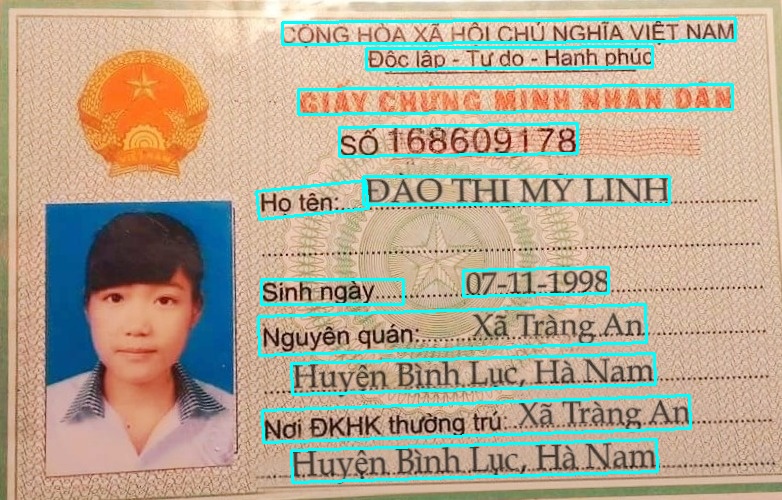 CỘNG HÒA XÃ HỘI CHỦ NGHĨA VIỆT NAM
Độc lập - Tự do - Hạnh phúc
GIẤY CHỨNG MINH NHÂN DÂN
SỐ 168609178
Họ tên: ĐÀO THỊ MỸ LINH
Sinh ngày 07-11-1998
Nguyên quán: Xã Tràng An
Huyện Bình Lục, Hà Nam
Nơi ĐKHK thường trú: Xã Tràng An
Huyện Bình Lục, Hà Nam